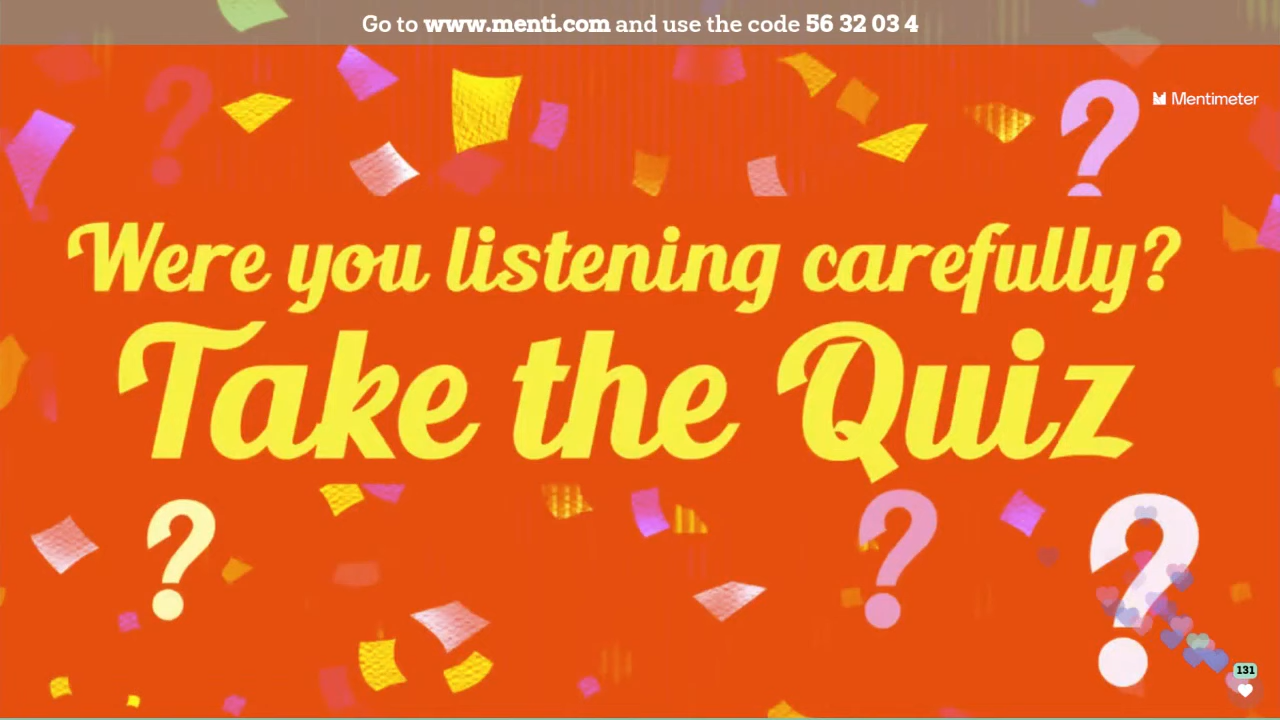 Go to www.menti.com and use the code 56 32 03 4
Mentimeter
Were you listening carefully?
Take the Quiz
131